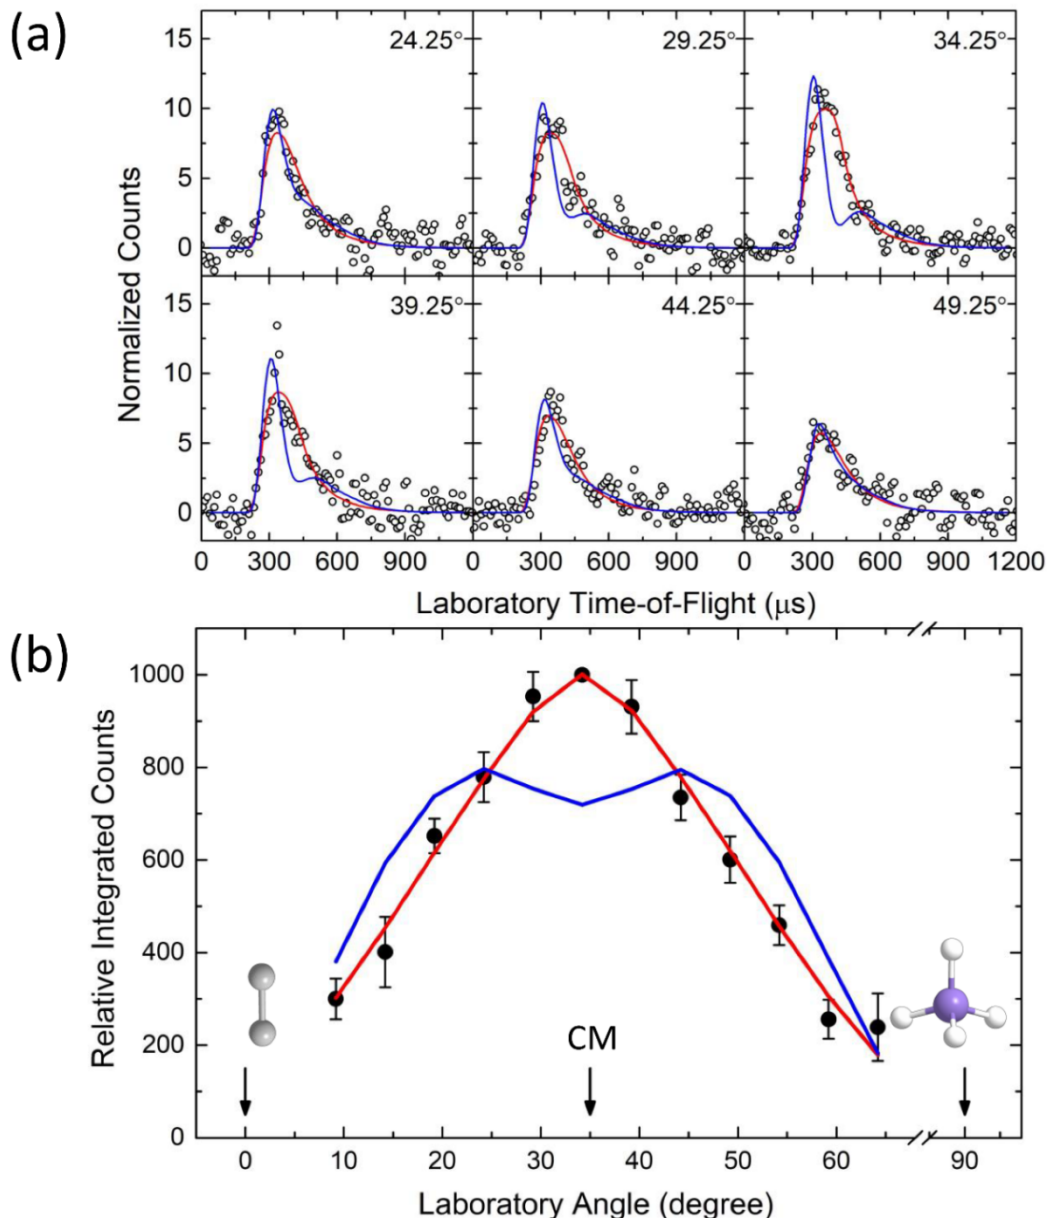 (a)
15
10
5
0
24.25°
29.25°
34.25°
15
10
5
0
39.25°
44.25°
49.25°
Normalized Counts
0 300 600 900 0 300 600 900 0 300 600 900 1200
Laboratory Time-of-Flight (μs)
(b)
1000
800
600
400
200
0
Relative Integrated Counts
CM
0 10 20 30 40 50 60 90
Laboratory Angle (degree)